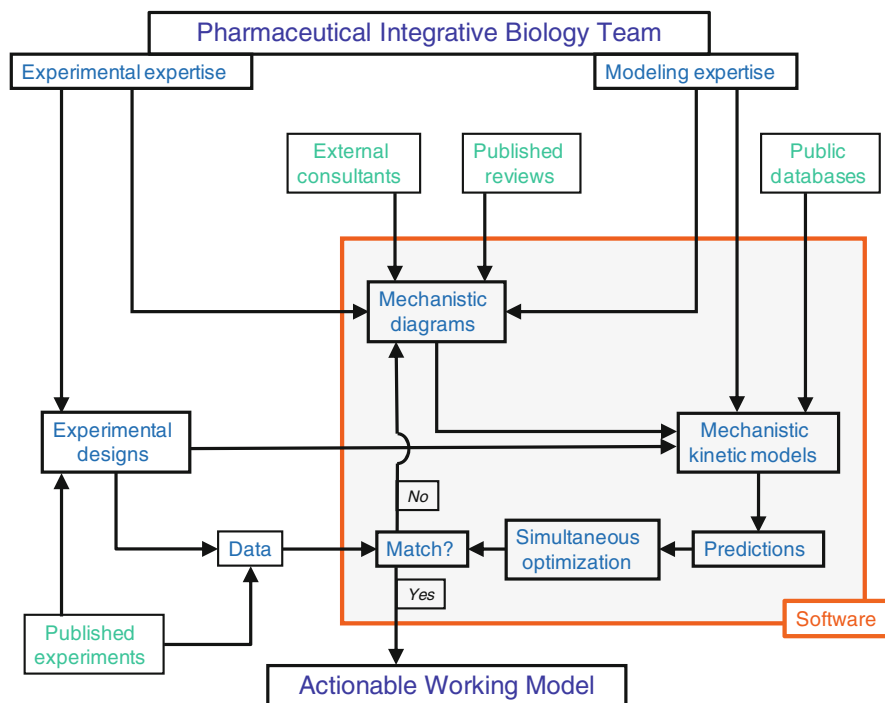 Pharmaceutical Integrative Biology Team
Experimental expertise
Modeling expertise
External
consultants
Published
reviews
Public
databases
Mechanistic
diagrams
Experimental
designs
Mechanistic
kinetic models
No
Data
Match?
Simultaneous
optimization
Predictions
Yes
Published
experiments
Software
Actionable Working Model